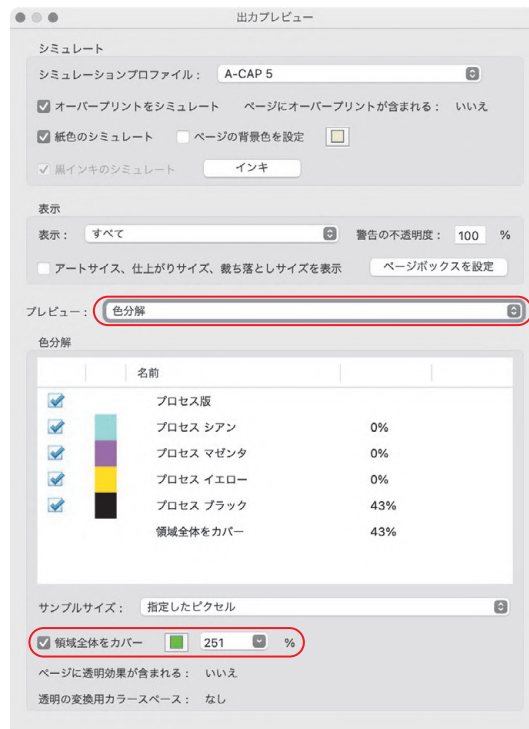 出力プレビュー
シミュレート
シミュレーションプロファイル： A-CAP 5
オーバープリントをシミュレート ページにオーバープリントが含まれる： いいえ
紙色のシミュレート ページの背景色を設定
黒インキのシミュレート インキ
表示
表示： すべて 警告の不透明度： 100 %
アートサイズ、仕上がりサイズ、裁ち落としサイズを表示 ページボックスを設定
プレビュー： 色分解
色分解
名前
プロセス版
プロセス シアン 0%
プロセス マゼンタ 0%
プロセス イエロー 0%
プロセス ブラック 43%
領域全体をカバー 43%
サンプルサイズ： 指定したピクセル
領域全体をカバー 251 %
ページに透明効果が含まれる： いいえ
透明の変換用カラースペース： なし